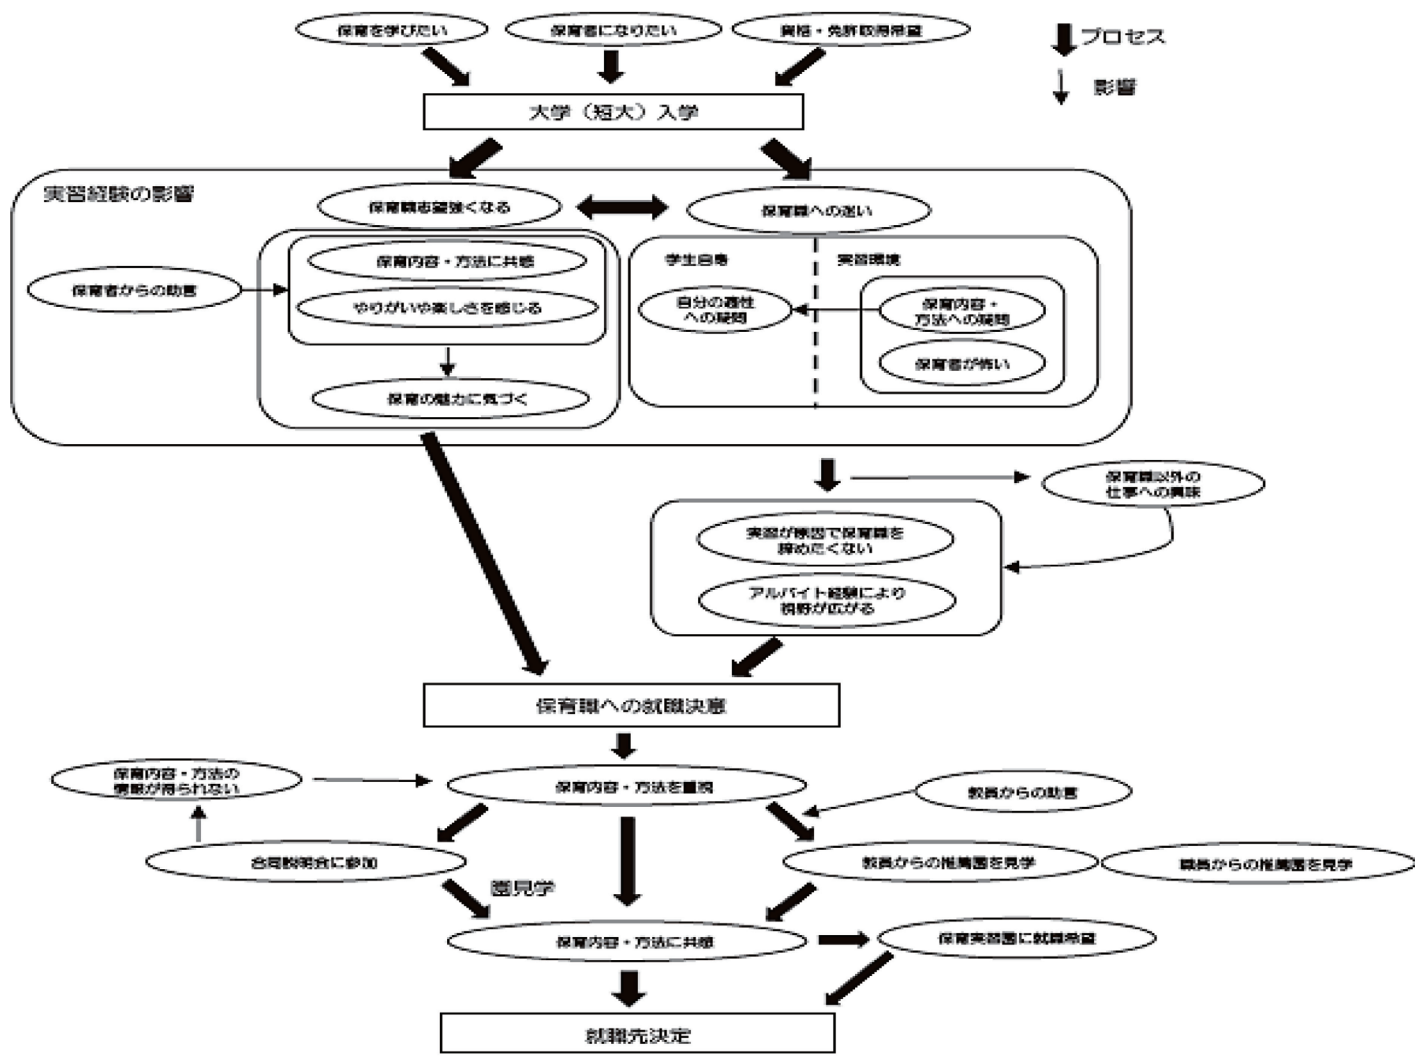 保育を学びたい
保育者になりたい
資格・免許取得希望
プロセス
影響
大学（短大）入学
実習経験の影響
保育職志望強くなる
保育職への迷い
保育者からの助言
保育内容・方法に共感
やりがいや楽しさを感じる
保育の魅力に気づく
学生自身
実習環境
自分の適性
への疑問
保育内容・
方法への疑問
保育者が怖い
保育職以外の
仕事への興味
実習が原因で保育職を
諦めたくない
アルバイト経験により
視野が広がる
保育職への就職決意
保育内容・方法の
情報が得られない
保育内容・方法を重視
教員からの助言
合同説明会に参加
園見学
教員からの推薦園を見学
職員からの推薦園を見学
保育内容・方法に共感
保育実習園に就職希望
就職先決定